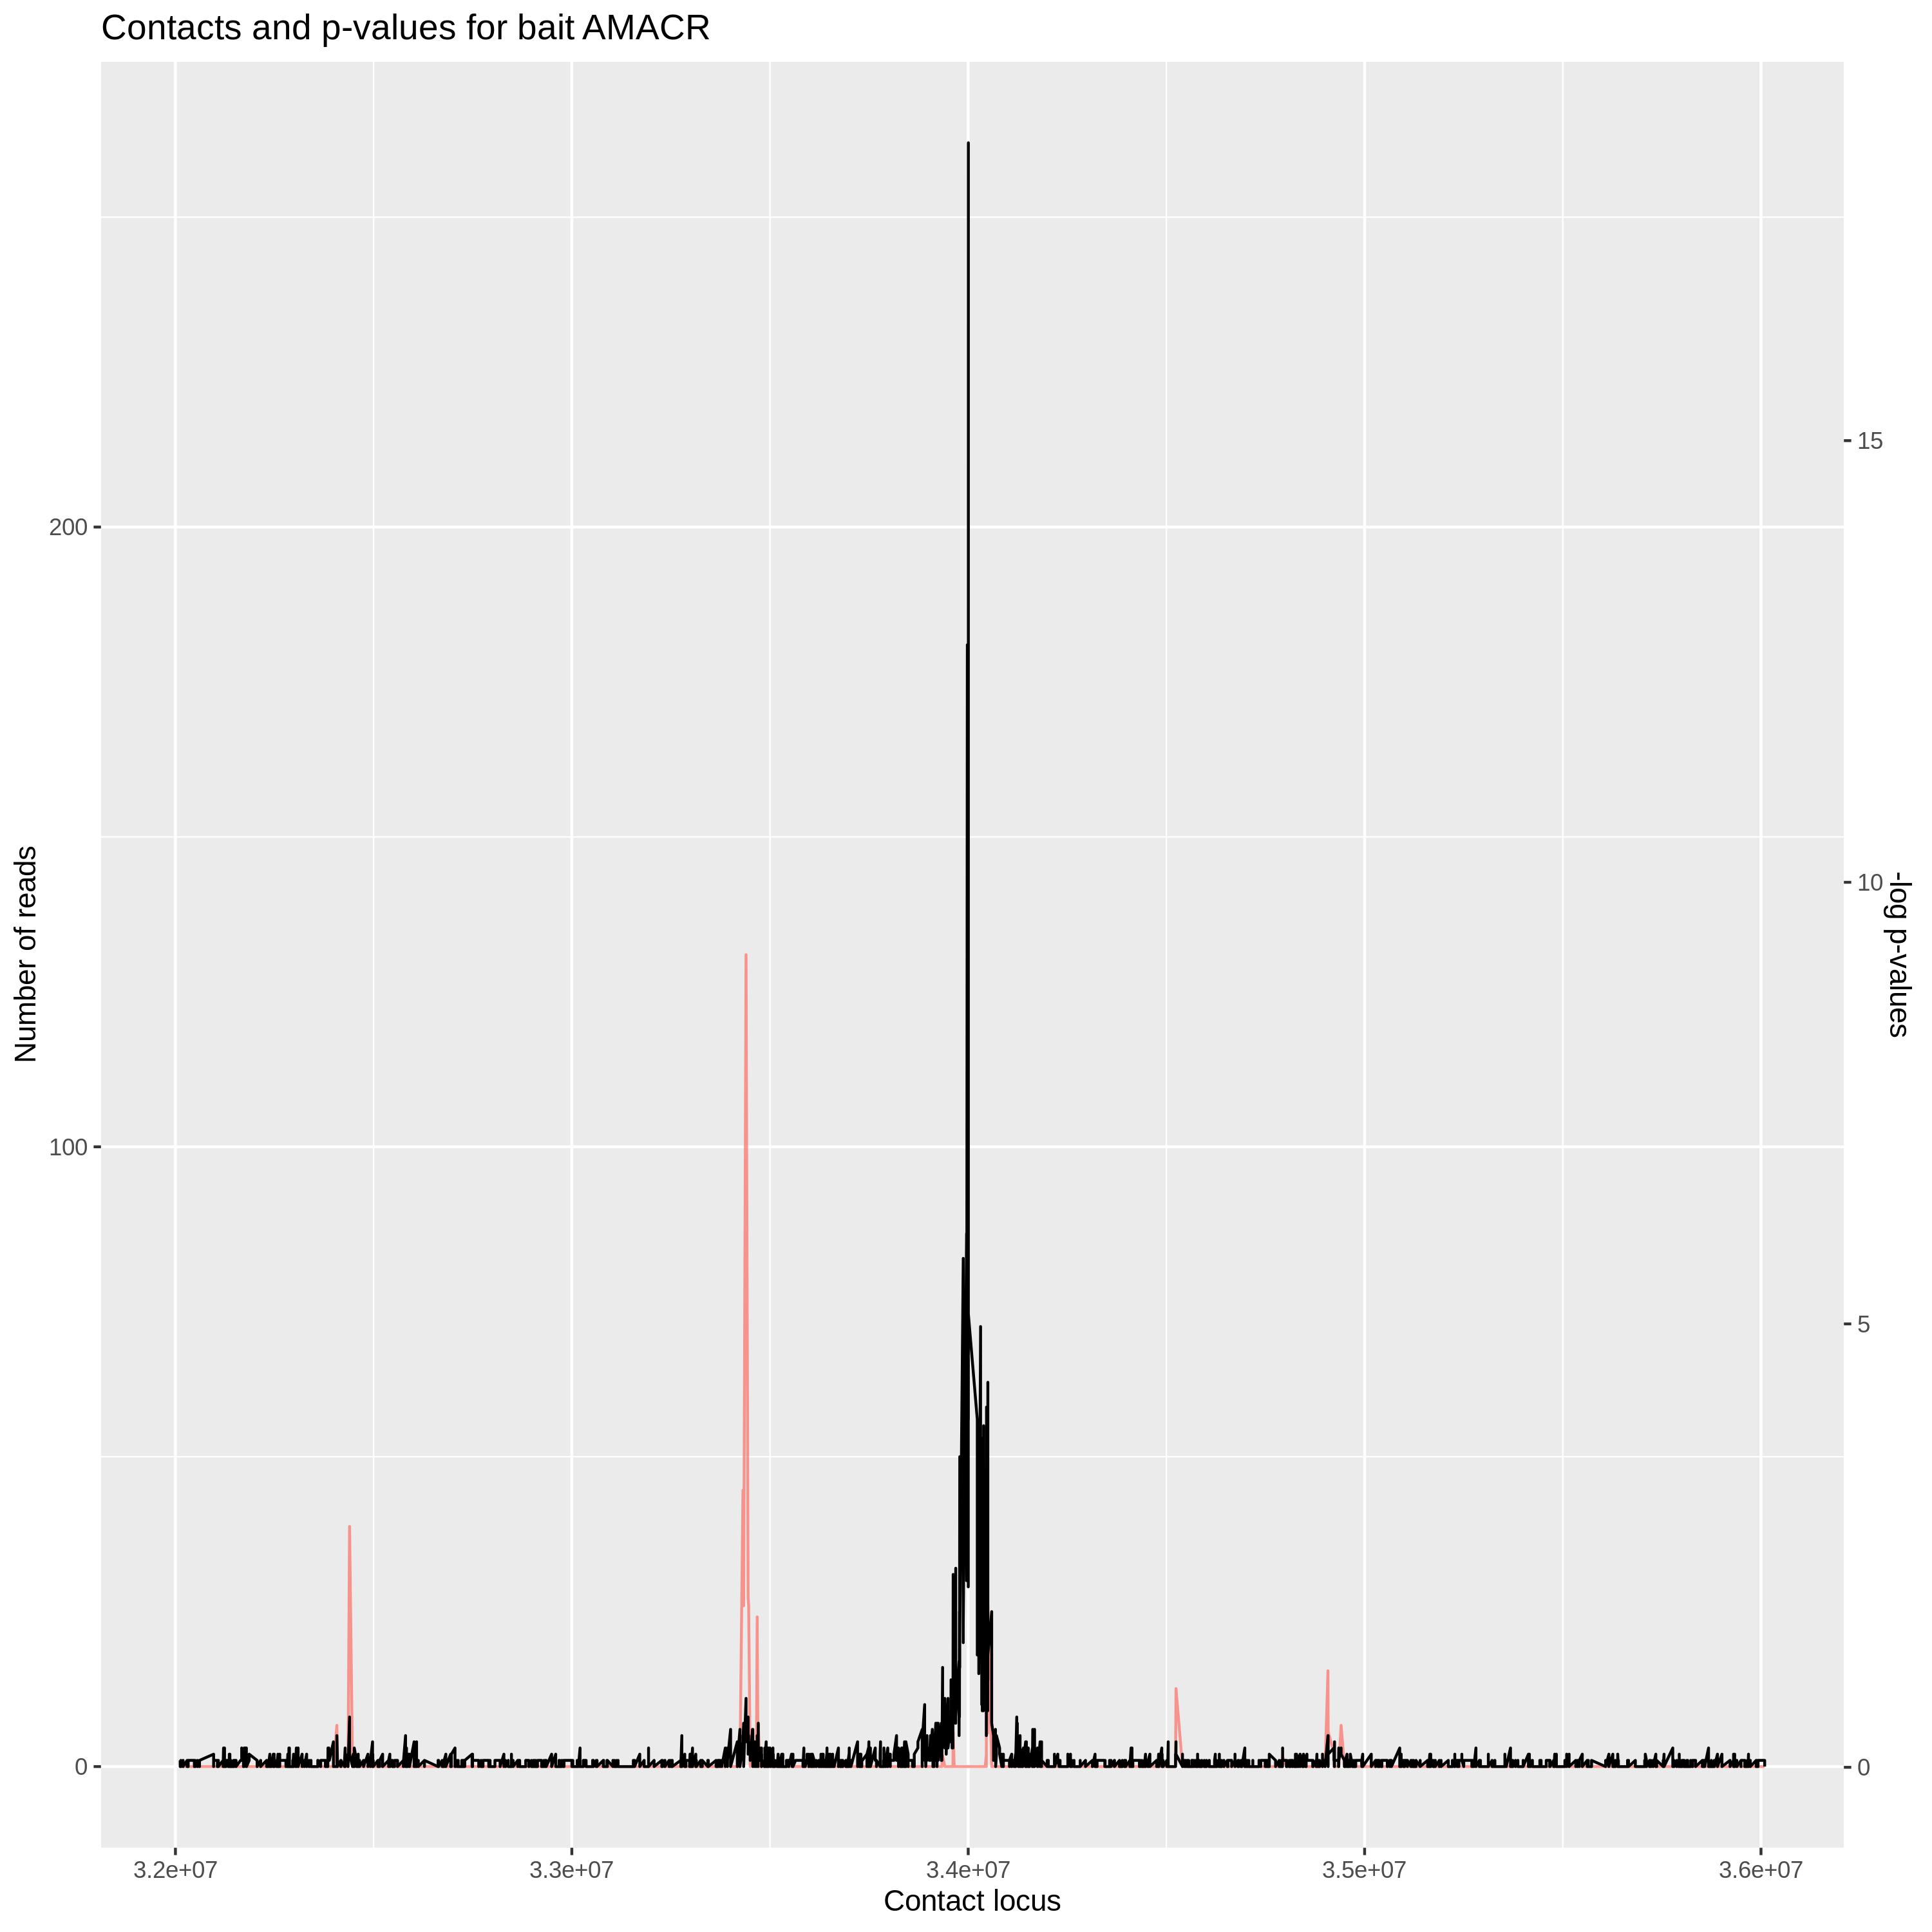 Contacts and p-values for bait AMACR
Number of reads
200
100
0
15
10
5
0
-log p-values
3.2e+07
3.3e+07
3.4e+07
3.5e+07
3.6e+07
Contact locus